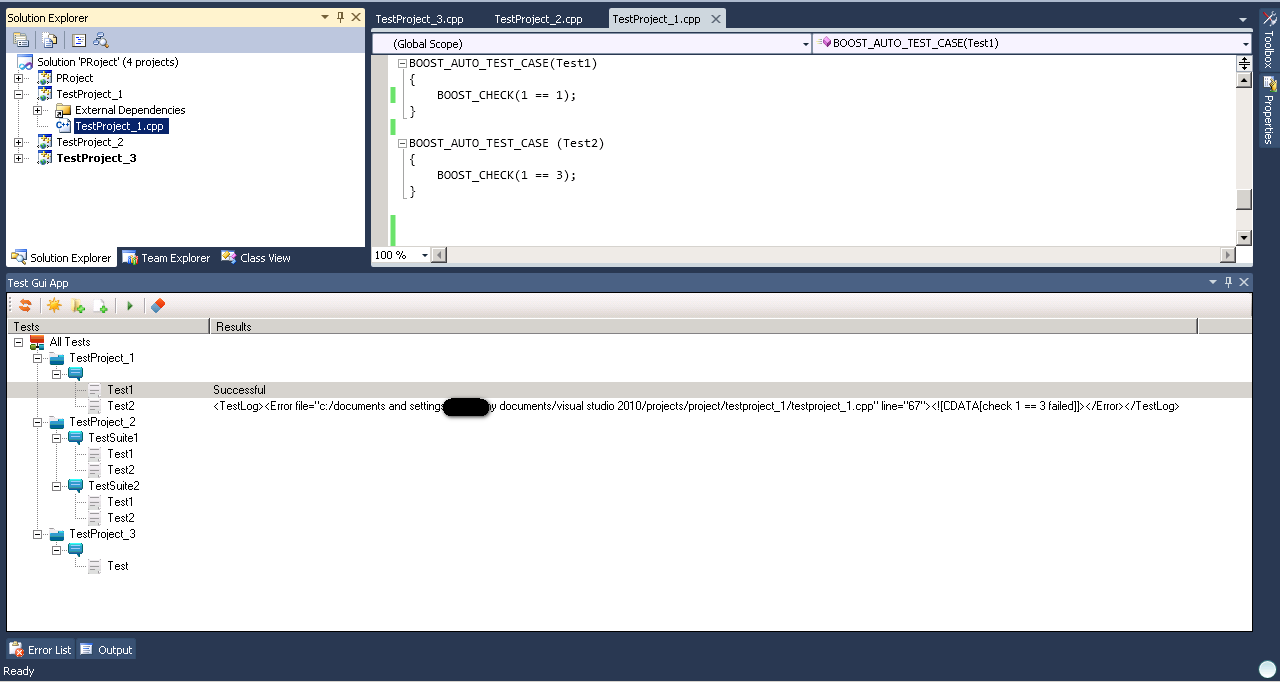 Solution Explorer
Solution 'PRoject' (4 projects)
PRoject
TestProject_1
External Dependencies
TestProject_1.cpp
TestProject_2
TestProject_3
Solution Explorer Team Explorer Class View
TestProject_3.cpp TestProject_2.cpp TestProject_1.cpp
(Global Scope) BOOST_AUTO_TEST_CASE(Test1)
BOOST_AUTO_TEST_CASE(Test1)
{
BOOST_CHECK(1 == 1);
}
BOOST_AUTO_TEST_CASE (Test2)
{
BOOST_CHECK(1 == 3);
}
100 %
Toolbox
Properties
Test Gui App
Tests Results
All Tests
TestProject_1
Test1 Successful
Test2 <TestLog><Error file="c:/documents and settings y documents/visual studio 2010/projects/project/testproject_1/testproject_1.cpp" line="67"><![CDATA[check 1 == 3 failed]]></Error></TestLog>
TestProject_2
TestSuite1
Test1
Test2
TestSuite2
Test1
Test2
TestProject_3
Test
Error List Output
Ready